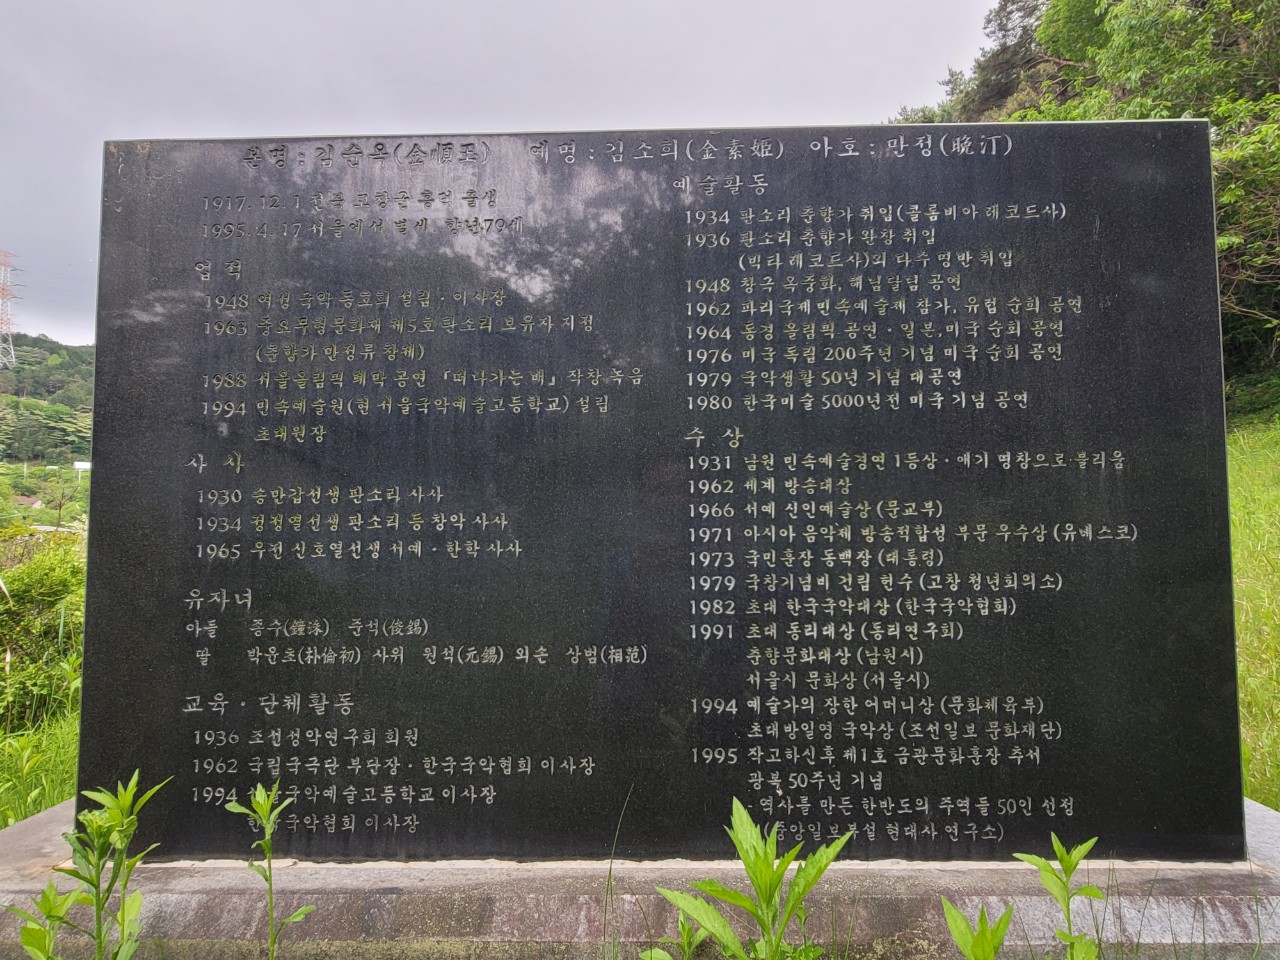 본명 : 김순옥(金順玉) 예명 : 김소희(金素姬) 아호 : 만정(晩汀)
1917. 12. 1 전북 고창군 흥덕 출생
1995. 4. 17 서울에서 별세, 향년 79세
업 적
1948 여성 국악 동호회 설립 · 이사장
1963 중요무형문화재 제5호 판소리 보유자 지정
(춘향가 만정류 창제)
1988 서울올림픽 폐막 공연 「떠나가는 배」 작창 녹음
1994 민속예술원(현 서울국악예술고등학교) 설립
초대원장
사 사
1930 송만갑선생 판소리 사사
1934 정정열선생 판소리 등 창악 사사
1965 우전 신호열선생 서예 · 한학 사사
유자녀
아들 종수(鐘洙) 준석(俊錫)
딸 박윤초(朴倫初) 사위 원석(元錫) 외손 상범(相范)
교육 · 단체활동
1936 조선성악연구회 회원
1962 국립국극단 부단장 · 한국국악협회 이사장
1994 서울국악예술고등학교 이사장
한국국악협회 이사장
예술활동
1934 판소리 춘향가 취입(콜롬비아 레코드사)
1936 판소리 춘향가 완창 취입
(빅타 레코드사)외 다수 명반 취입
1948 창극 옥중화, 해님달님 공연
1962 파리국제민속예술제 참가, 유럽 순회 공연
1964 동경 올림픽 공연 · 일본, 미국 순회 공연
1976 미국 독립 200주년 기념 미국 순회 공연
1979 국악생활 50년 기념 대공연
1980 한국미술 5000년전 미국 기념 공연
수 상
1931 남원 민속예술경연 1등상 · 애기 명창으로 불리움
1962 세계 방송대상
1966 서예 신인예술상 (문교부)
1971 아시아 음악제 방송적합성 부문 우수상 (유네스코)
1973 국민훈장 동백장 (대통령)
1979 국창기념비 건립 헌수 (고창 청년회의소)
1982 초대 한국국악대상 (한국국악협회)
1991 초대 동리대상 (동리연구회)
춘향문화대상 (남원시)
서울시 문화상 (서울시)
1994 예술가의 장한 어머니상 (문화체육부)
초대방일영 국악상 (조선일보 문화재단)
1995 작고하신후 제1호 금관문화훈장 추서
광복 50주년 기념
- 역사를 만든 한반도의 주역들 50인 선정
(중앙일보부설 현대사 연구소)